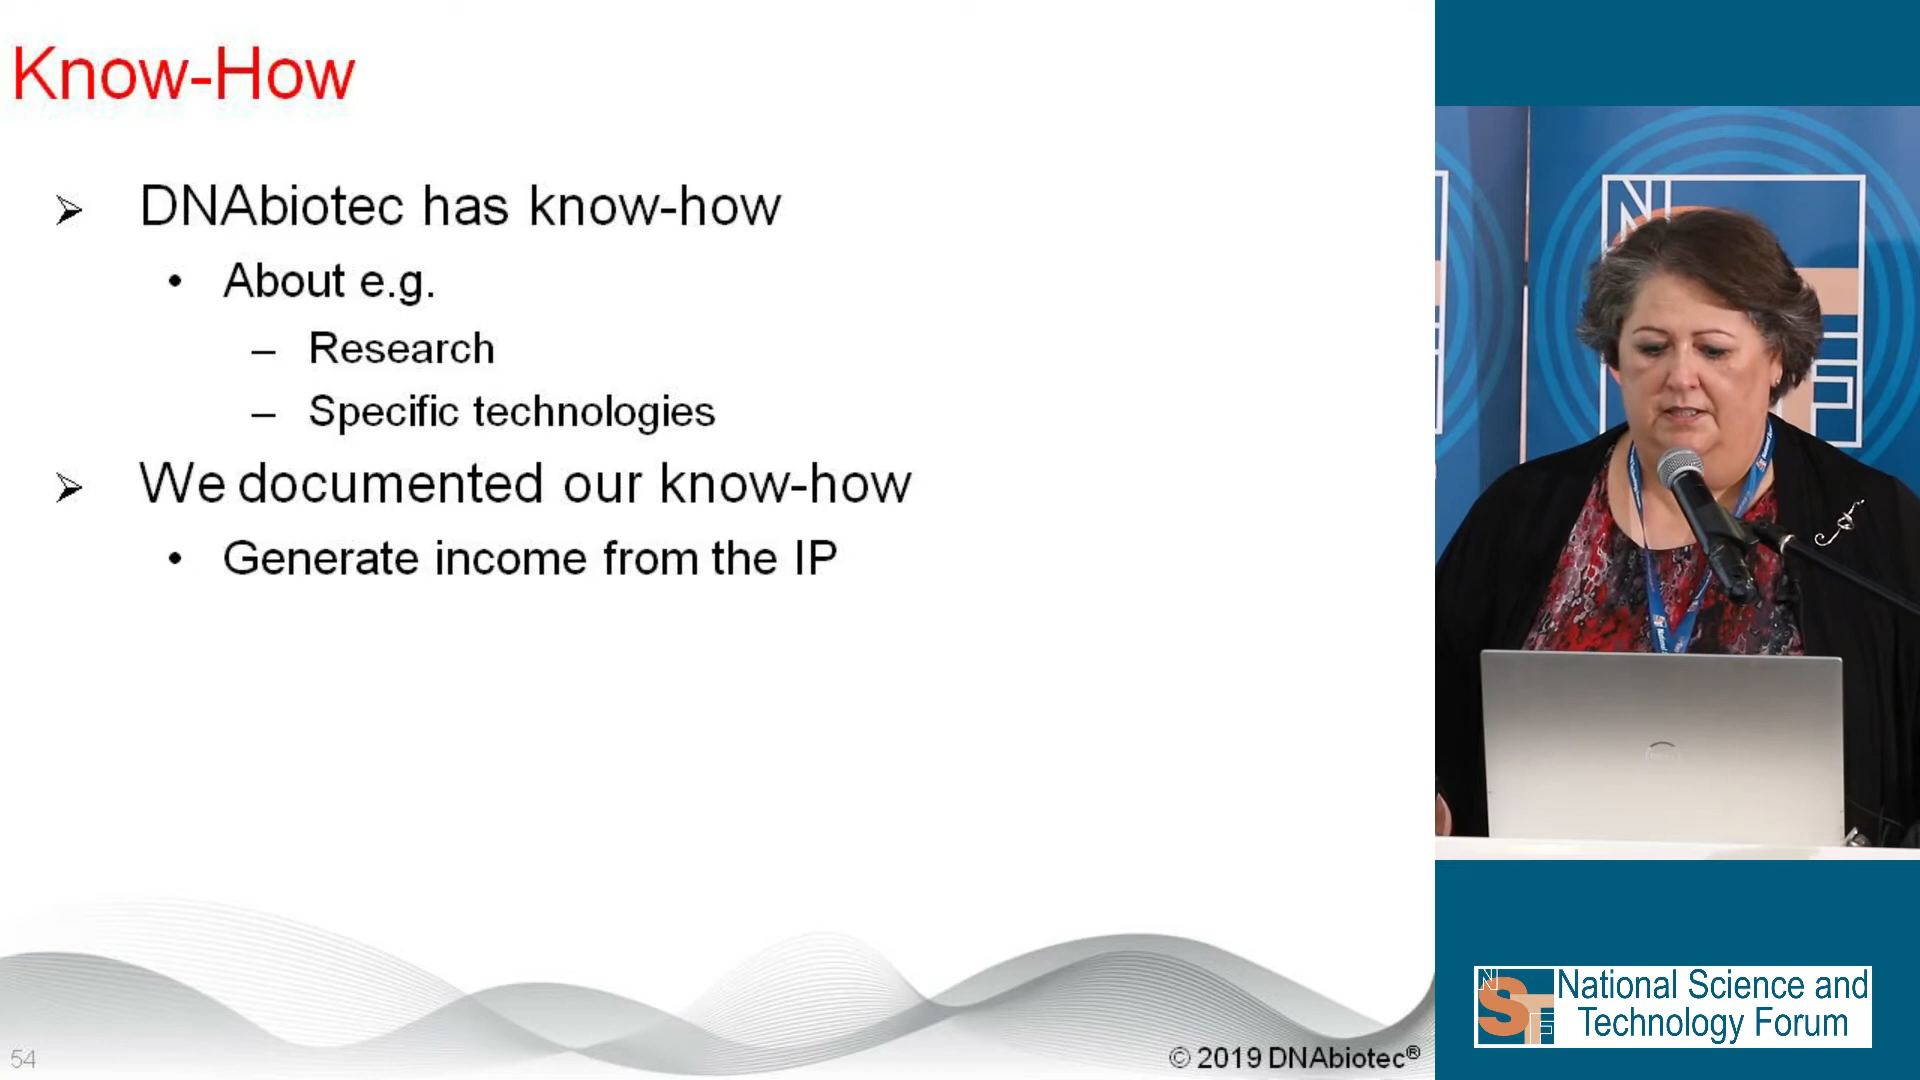 Know-How
➢ DNAbiotec has know-how
• About e.g.
– Research
– Specific technologies
➢ We documented our know-how
• Generate income from the IP
54
© 2019 DNAbiotec®
NSTF
National Science and
Technology Forum